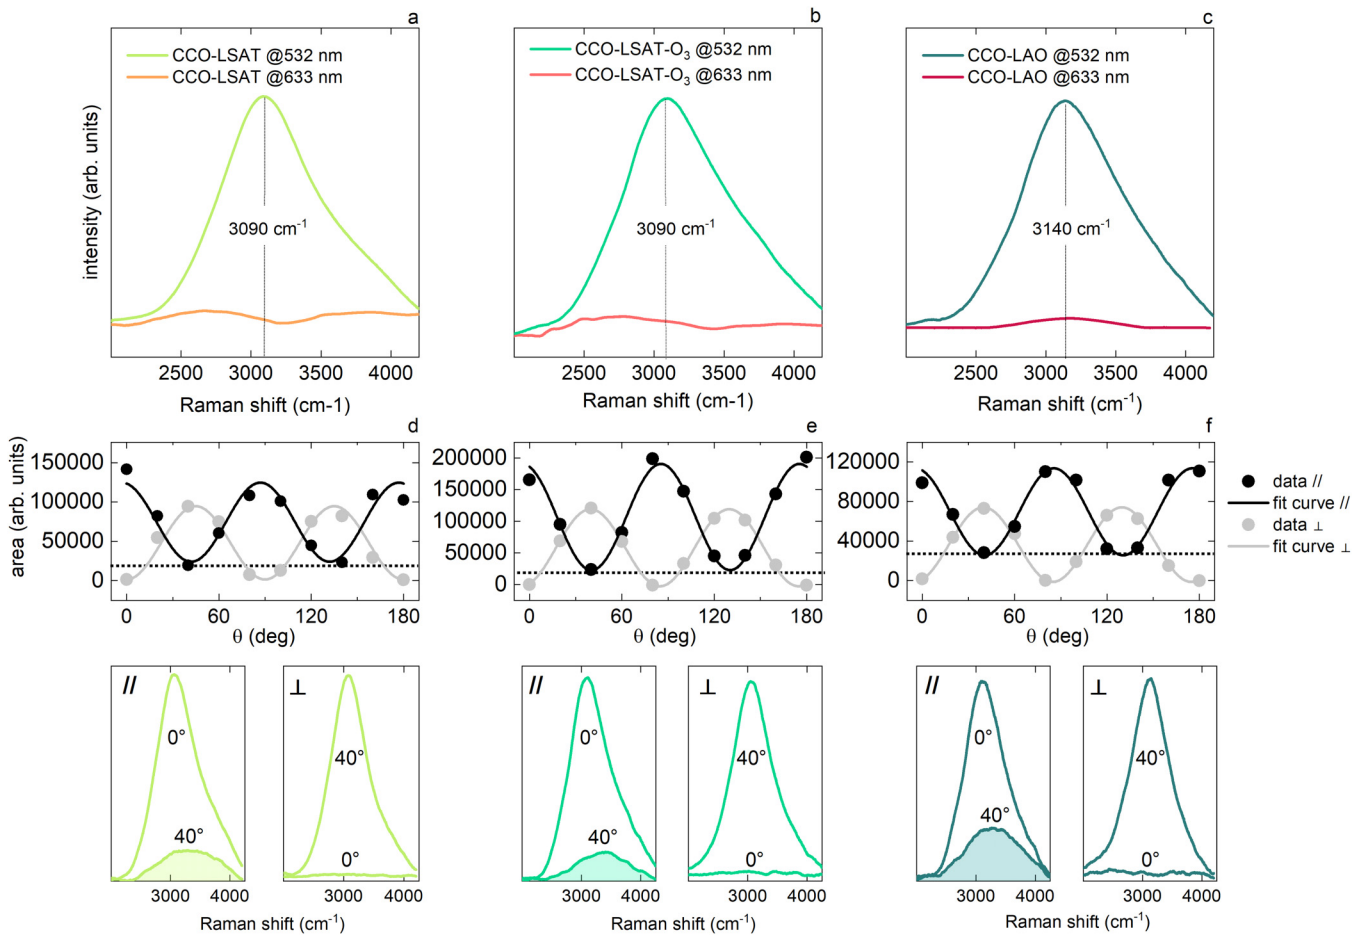 a
CCO-LSAT @532 nm
CCO-LSAT @633 nm
intensity (arb. units)
3090 cm⁻¹
2500 3000 3500 4000
Raman shift (cm-1)
b
CCO-LSAT-O₃ @532 nm
CCO-LSAT-O₃ @633 nm
3090 cm⁻¹
2500 3000 3500 4000
Raman shift (cm-1)
c
CCO-LAO @532 nm
CCO-LAO @633 nm
3140 cm⁻¹
2500 3000 3500 4000
Raman shift (cm⁻¹)
d
area (arb. units)
150000
100000
50000
0
0 60 120 180
θ (deg)
e
200000
150000
100000
50000
0
0 60 120 180
θ (deg)
f
120000
80000
40000
0
0 60 120 180
θ (deg)
data //
fit curve //
data ⊥
fit curve ⊥
//
0°
40°
3000 4000
Raman shift (cm⁻¹)
⊥
40°
0°
3000 4000
//
0°
40°
3000 4000
Raman shift (cm⁻¹)
⊥
40°
0°
3000 4000
//
0°
40°
3000 4000
Raman shift (cm⁻¹)
⊥
40°
0°
3000 4000